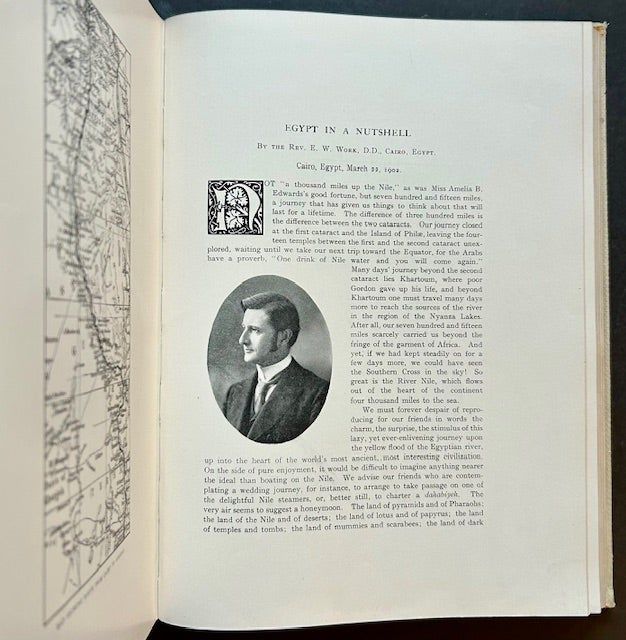 EGYPT IN A NUTSHELL
BY THE REV. E. W. WORK, D.D., CAIRO, EGYPT.
Cairo, Egypt, March 22, 1902.
NOT "a thousand miles up the Nile," as was Miss Amelia B.
Edwards's good fortune, but seven hundred and fifteen miles,
a journey that has given us things to think about that will
last for a lifetime. The difference of three hundred miles is
the difference between the two cataracts. Our journey closed
at the first cataract and the Island of Philæ, leaving the four-
teen temples between the first and the second cataract unex-
plored, waiting until we take our next trip toward the Equator, for the Arabs
have a proverb, "One drink of Nile water and you will come again."
Many days' journey beyond the second
cataract lies Khartoum, where poor
Gordon gave up his life, and beyond
Khartoum one must travel many days
more to reach the sources of the river
in the region of the Nyanza Lakes.
After all, our seven hundred and fifteen
miles scarcely carried us beyond the
fringe of the garment of Africa. And
yet, if we had kept steadily on for a
few days more, we could have seen
the Southern Cross in the sky! So
great is the River Nile, which flows
out of the heart of the continent
four thousand miles to the sea.
We must forever despair of repro-
ducing for our friends in words the
charm, the surprise, the stimulus of this
lazy, yet ever-enlivening journey upon
the yellow flood of the Egyptian river,
up into the heart of the world's most ancient, most interesting civilization.
On the side of pure enjoyment, it would be difficult to imagine anything nearer
the ideal than boating on the Nile. We advise our friends who are contem-
plating a wedding journey, for instance, to arrange to take passage on one of
the delightful Nile steamers, or, better still, to charter a dahabiyeh. The
very air seems to suggest a honeymoon. The land of pyramids and of Pharaohs;
the land of the Nile and of deserts; the land of lotus and of papyrus; the land
of temples and tombs; the land of mummies and scarabees; the land of dark